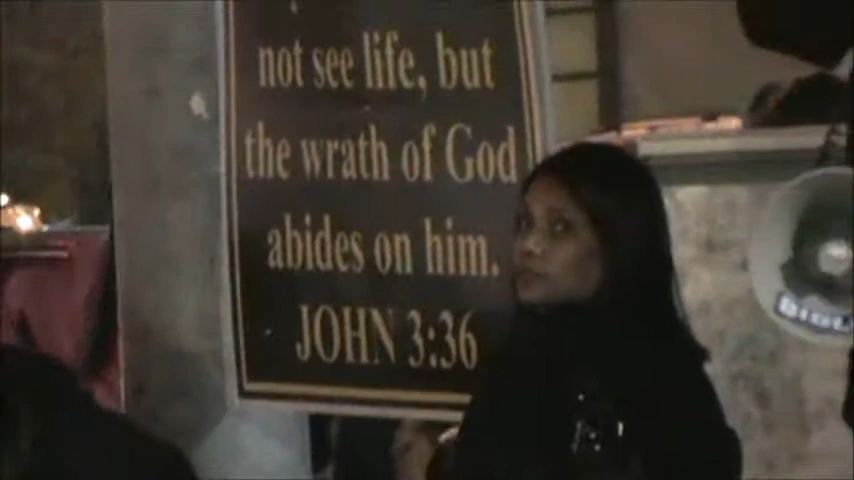 not see life, but
the wrath of God
abides on him.
JOHN 3:36